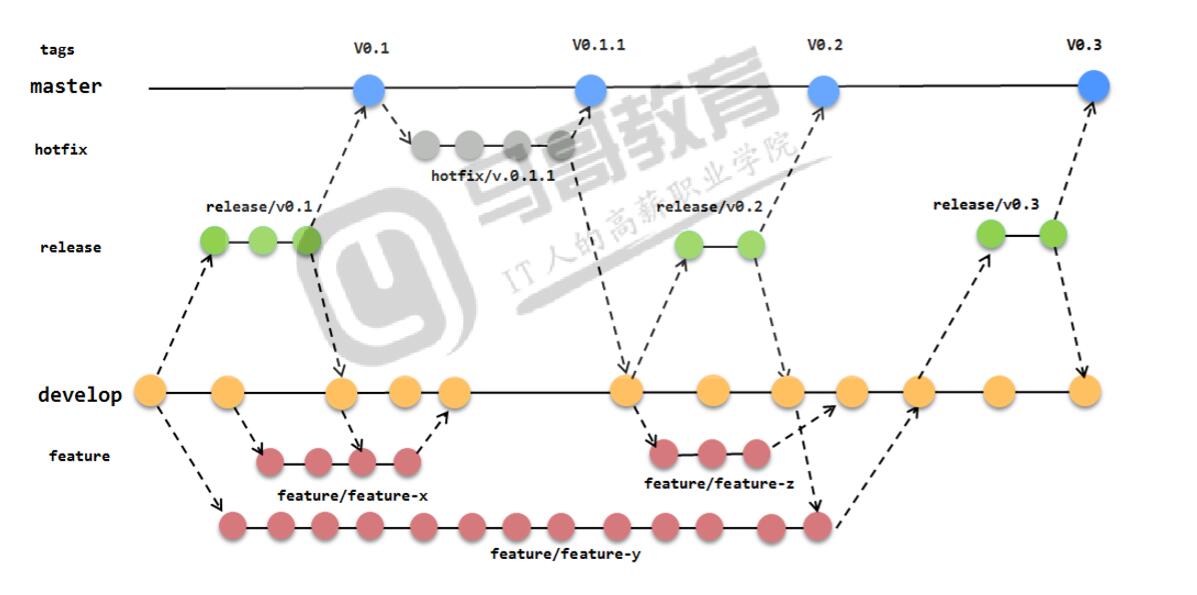 tags
V0.1
V0.1.1
V0.2
V0.3
master
hotfix
hotfix/v.0.1.1
马哥教育
IT人的高薪职业学院
release/v0.1
release/v0.2
release/v0.3
release
develop
feature
feature/feature-x
feature/feature-z
feature/feature-y